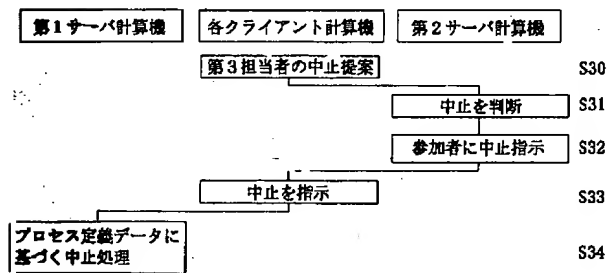 第1サーバ計算機
各クライアント計算機
第2サーバ計算機
第3担当者の中止提案
S30
中止を判断
S31
参加者に中止指示
S32
中止を指示
S33
プロセス定義データに
基づく中止処理
S34